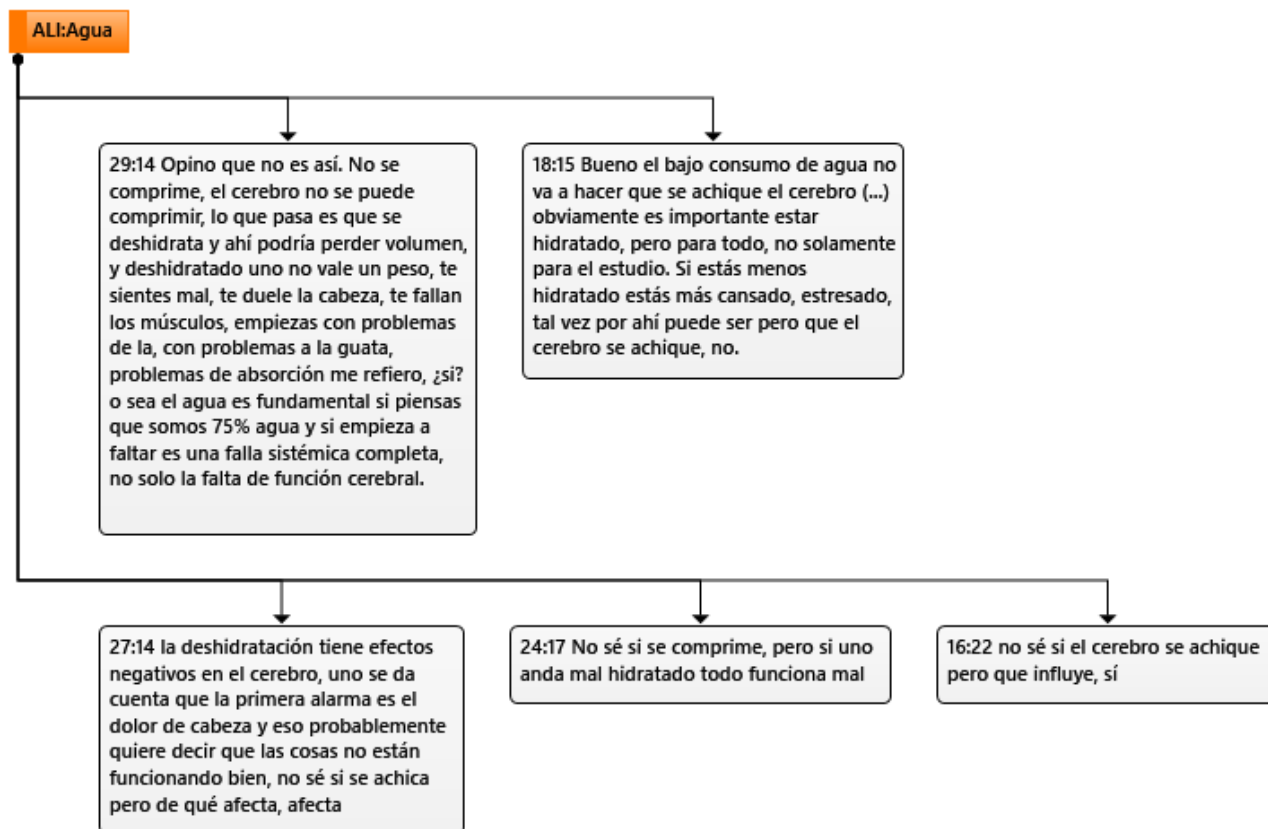 ALI:Agua
29:14 Opino que no es así. No se
comprime, el cerebro no se puede
comprimir, lo que pasa es que se
deshidrata y ahí podría perder volumen,
y deshidratado uno no vale un peso, te
sientes mal, te duele la cabeza, te fallan
los músculos, empiezas con problemas
de la, con problemas a la guata,
problemas de absorción me refiero, ¿si?
o sea el agua es fundamental si piensas
que somos 75% agua y si empieza a
faltar es una falla sistémica completa,
no solo la falta de función cerebral.
18:15 Bueno el bajo consumo de agua no
va a hacer que se achique el cerebro (...)
obviamente es importante estar
hidratado, pero para todo, no solamente
para el estudio. Si estás menos
hidratado estás más cansado, estresado,
tal vez por ahí puede ser pero que el
cerebro se achique, no.
27:14 la deshidratación tiene efectos
negativos en el cerebro, uno se da
cuenta que la primera alarma es el
dolor de cabeza y eso probablemente
quiere decir que las cosas no están
funcionando bien, no sé si se achica
pero de qué afecta, afecta
24:17 No sé si se comprime, pero si uno
anda mal hidratado todo funciona mal
16:22 no sé si el cerebro se achique
pero que influye, sí